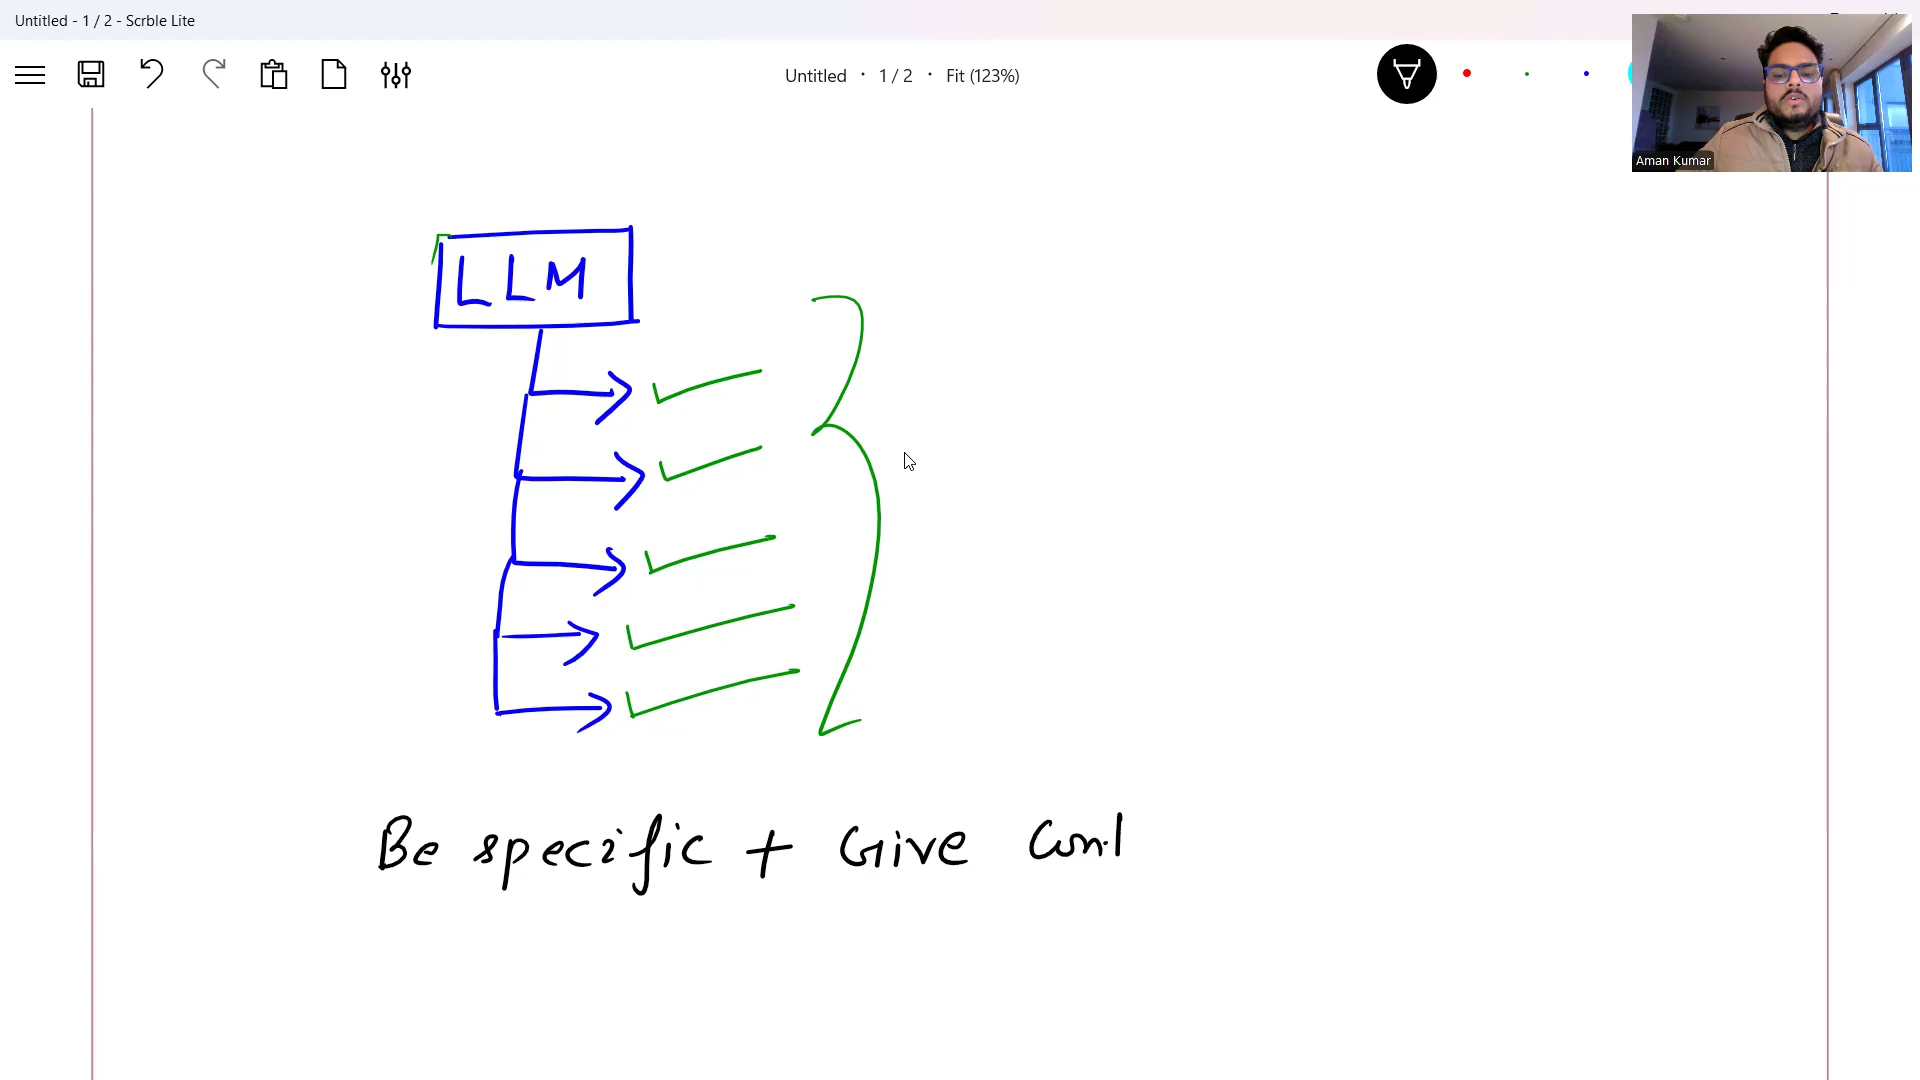 Untitled - 1 / 2 - Scrble Lite
Untitled • 1 / 2 • Fit (123%)
Aman Kumar
LLM
Be specific + Give